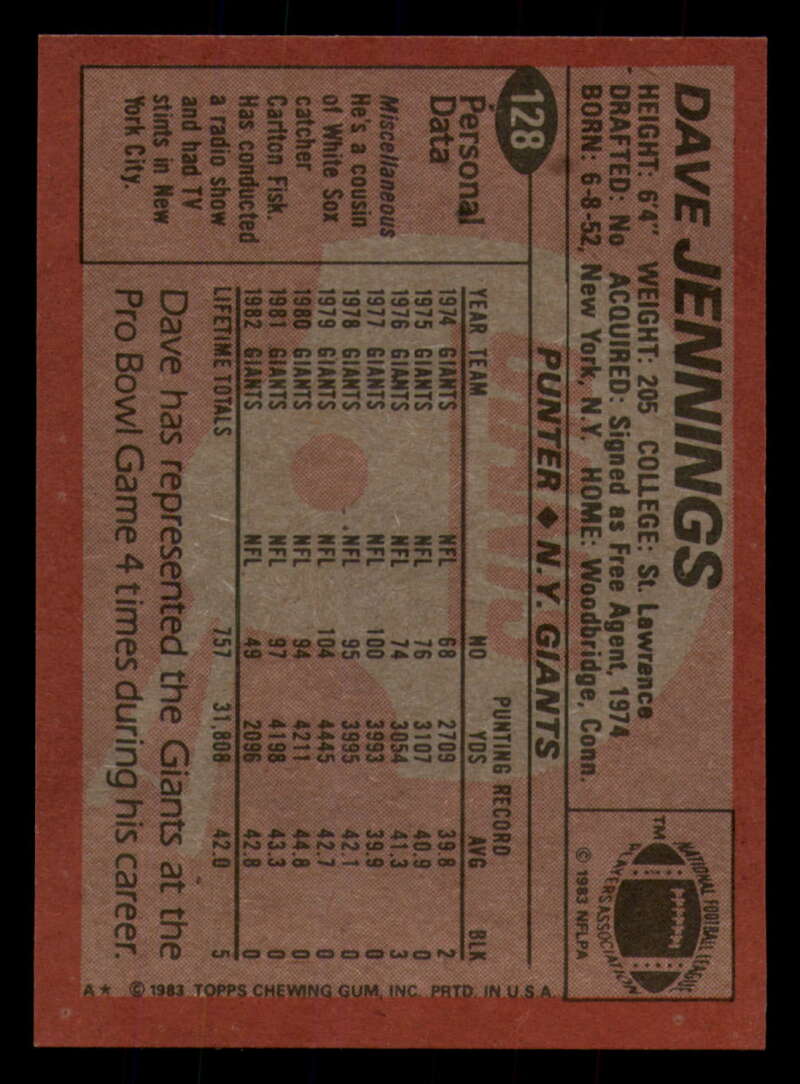 DAVE JENNINGS
HEIGHT: 6'4" WEIGHT: 205 COLLEGE: St. Lawrence
DRAFTED: No ACQUIRED: Signed as Free Agent, 1974
BORN: 6-8-52, New York, N.Y. HOME: Woodbridge, Conn.
NATIONAL FOOTBALL LEAGUE
PLAYERS ASSOCIATION
TM
© 1983 NFLPA
128
PUNTER ♦ N.Y. GIANTS
Personal
Data
Miscellaneous
He's a cousin
of White Sox
catcher
Carlton Fisk.
Has conducted
a radio show
and had TV
stints in New
York City.
GIANTS
PUNTING RECORD
YEAR TEAM NO YDS AVG BLK
1974 GIANTS NFL 68 2709 39.8 2
1975 GIANTS NFL 76 3107 40.9 0
1976 GIANTS NFL 74 3054 41.3 3
1977 GIANTS NFL 100 3993 39.9 0
1978 GIANTS NFL 95 3995 42.1 0
1979 GIANTS NFL 104 4445 42.7 0
1980 GIANTS NFL 94 4211 44.8 0
1981 GIANTS NFL 97 4198 43.3 0
1982 GIANTS NFL 49 2096 42.8 0
LIFETIME TOTALS 757 31,808 42.0 5
Dave has represented the Giants at the
Pro Bowl Game 4 times during his career.
A★ © 1983 TOPPS CHEWING GUM, INC. PRTD. IN U.S.A.